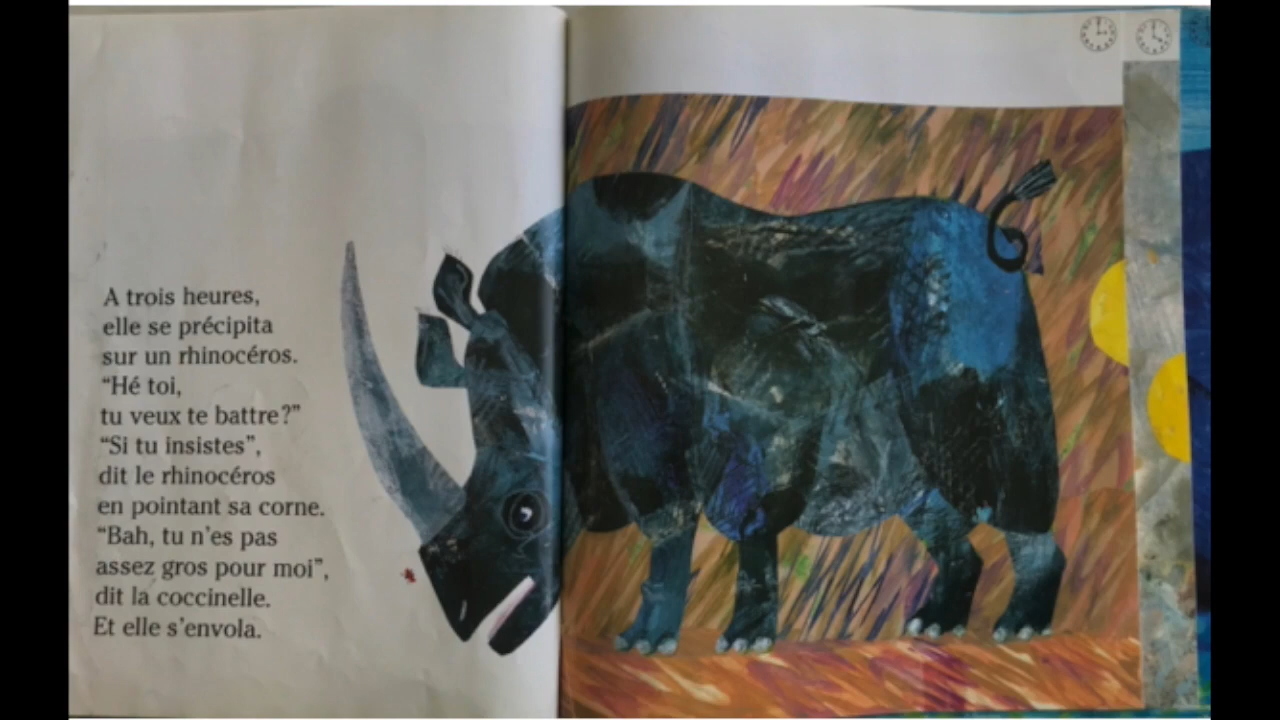 A trois heures,
elle se précipita
sur un rhinocéros.
“Hé toi,
tu veux te battre?”
“Si tu insistes”,
dit le rhinocéros
en pointant sa corne.
“Bah, tu n'es pas
assez gros pour moi”,
dit la coccinelle.
Et elle s'envola.